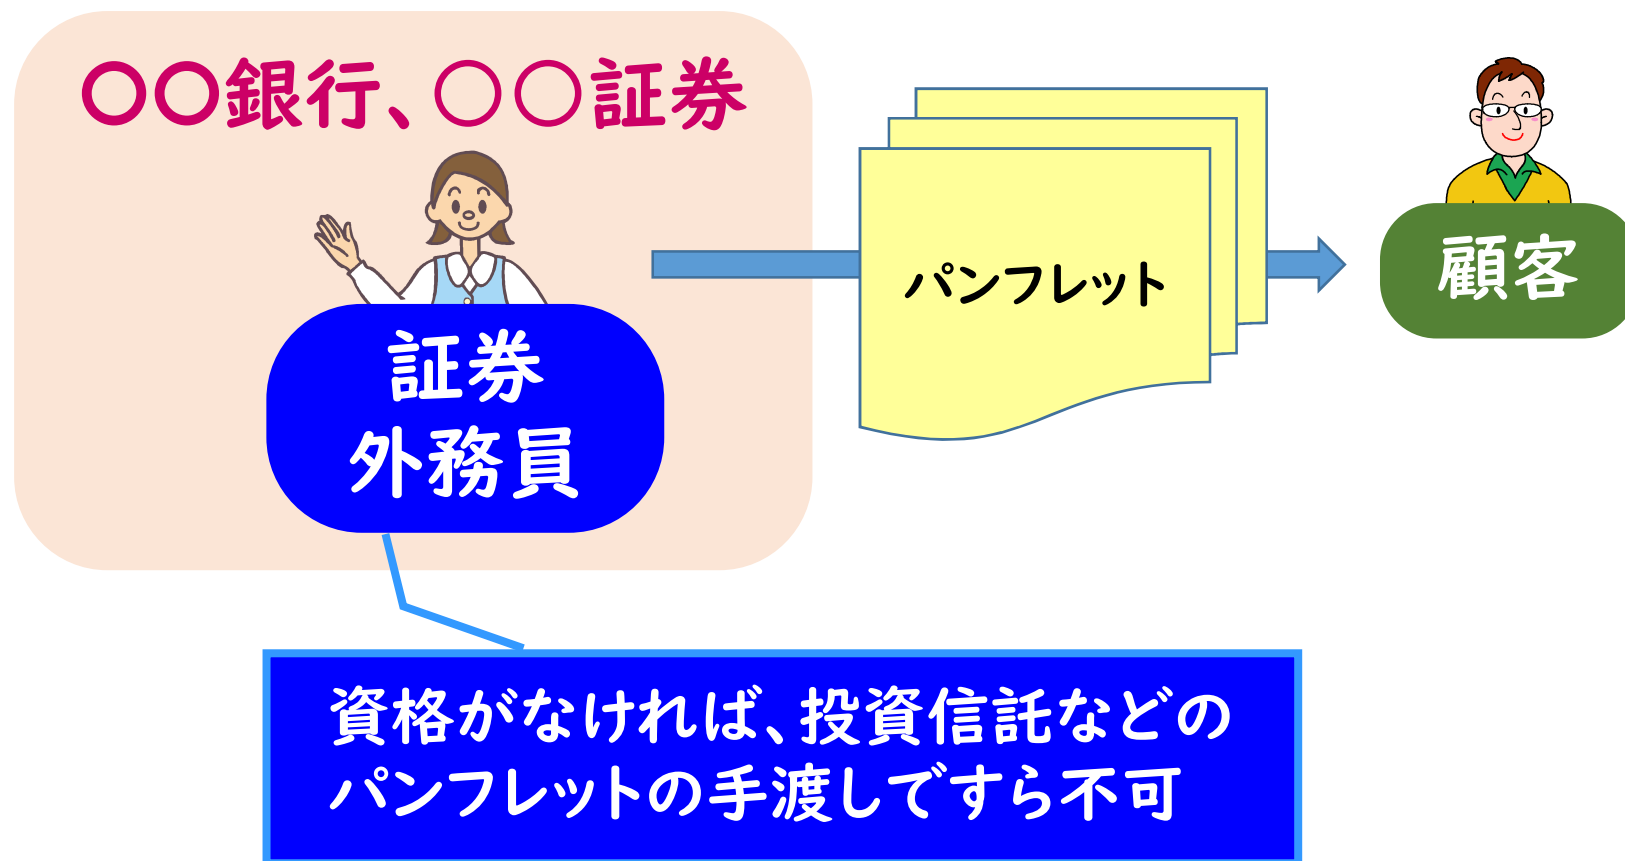 〇〇銀行、〇〇証券
パンフレット
顧客
証券
外務員
資格がなければ、投資信託などの
パンフレットの手渡しですら不可